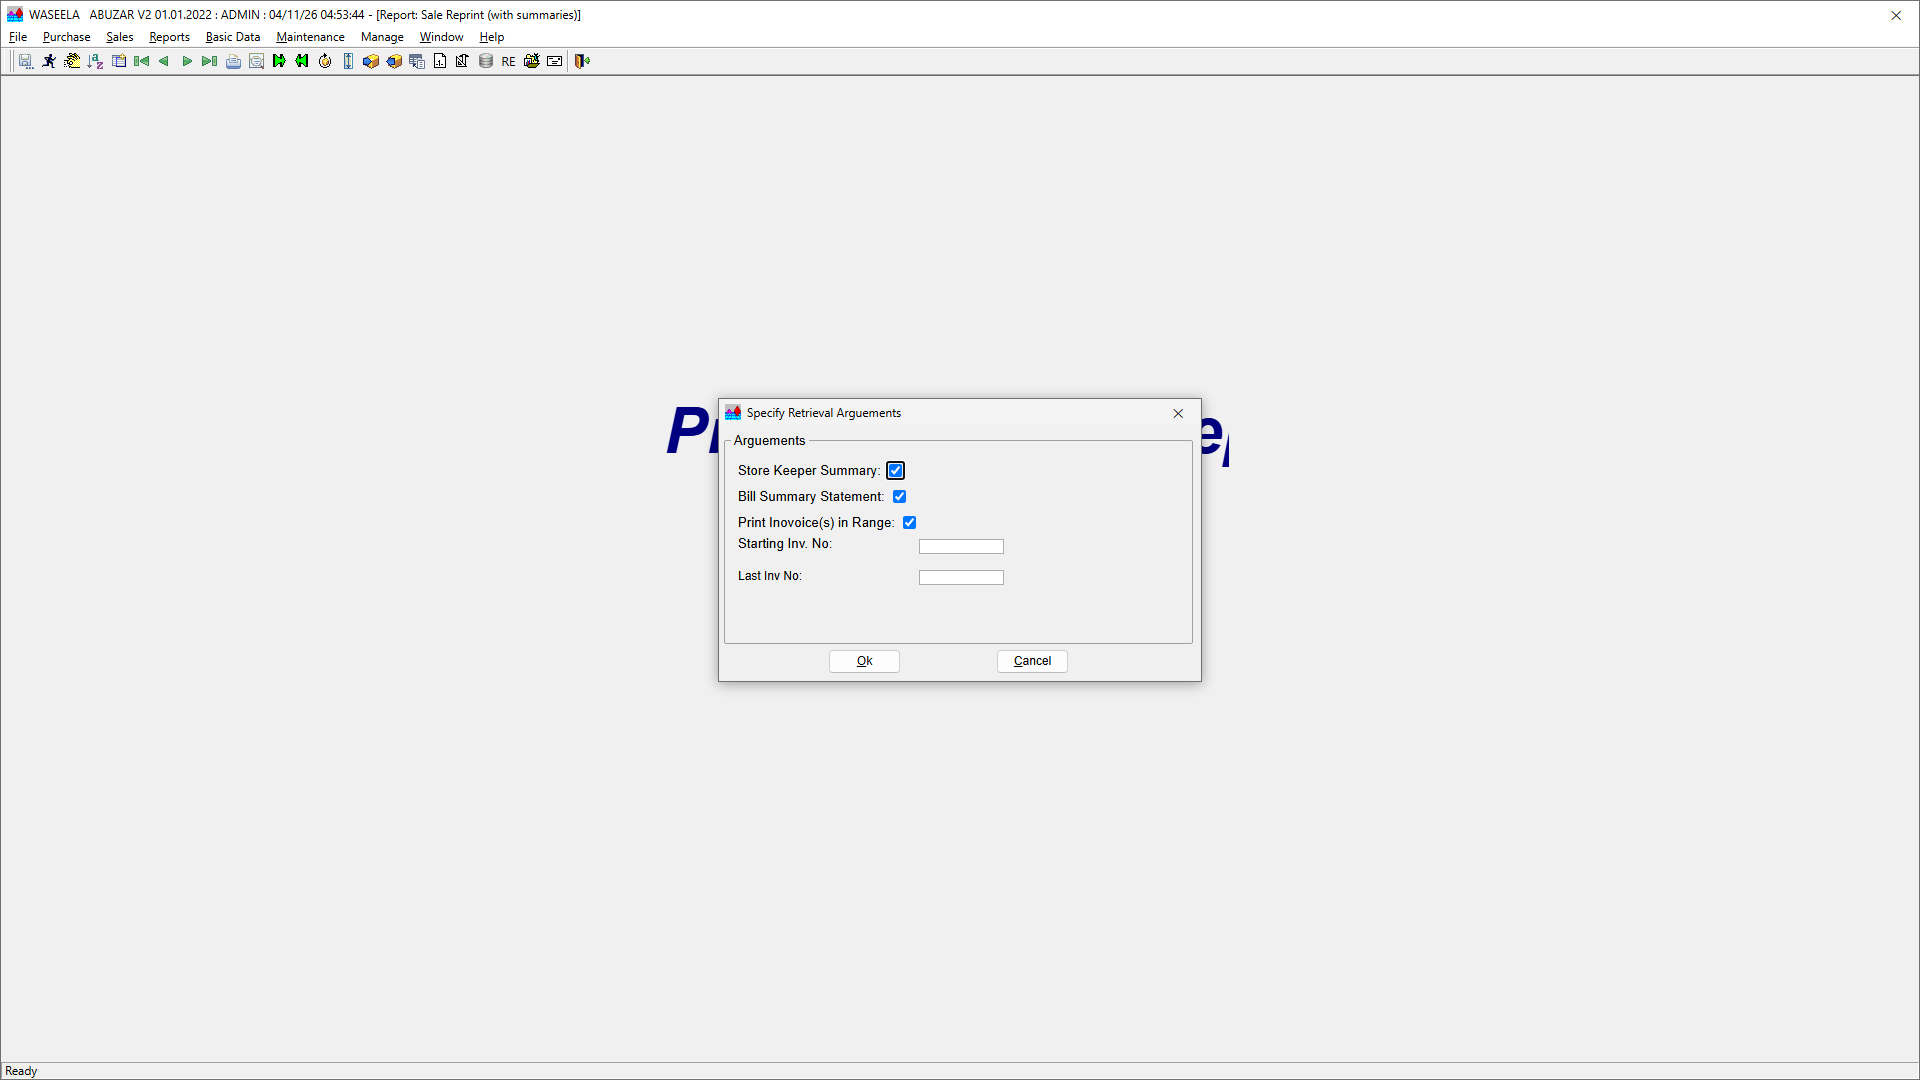 WASEELA ABUZAR V2 01.01.2022 : ADMIN : 04/11/26 04:53:44 - [Report: Sale Reprint (with summaries)]
File Purchase Sales Reports Basic Data Maintenance Manage Window Help
RE
Specify Retrieval Arguements
Arguements
Store Keeper Summary:
Bill Summary Statement:
Print Inovoice(s) in Range:
Starting Inv. No:
Last Inv No:
Ok Cancel
Ready